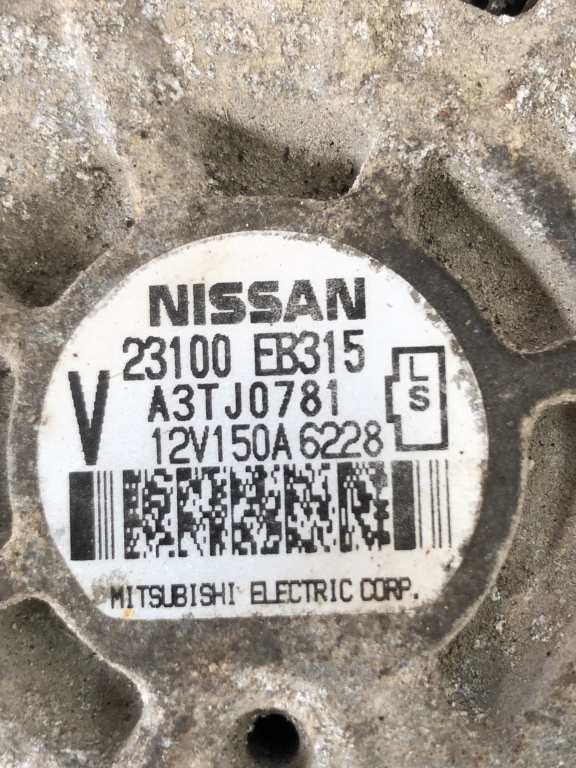 NISSAN
23100 EB315
V
A3TJ0781
12V150A 6228
L
S
MITSUBISHI ELECTRIC CORP.